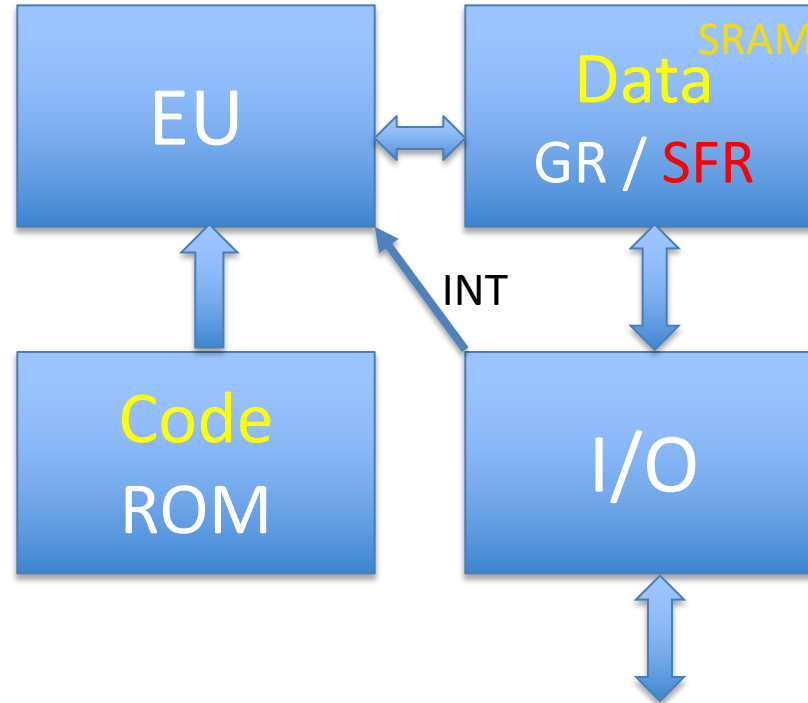 EU
SRAM
Data
GR / SFR
INT
Code
ROM
I/O